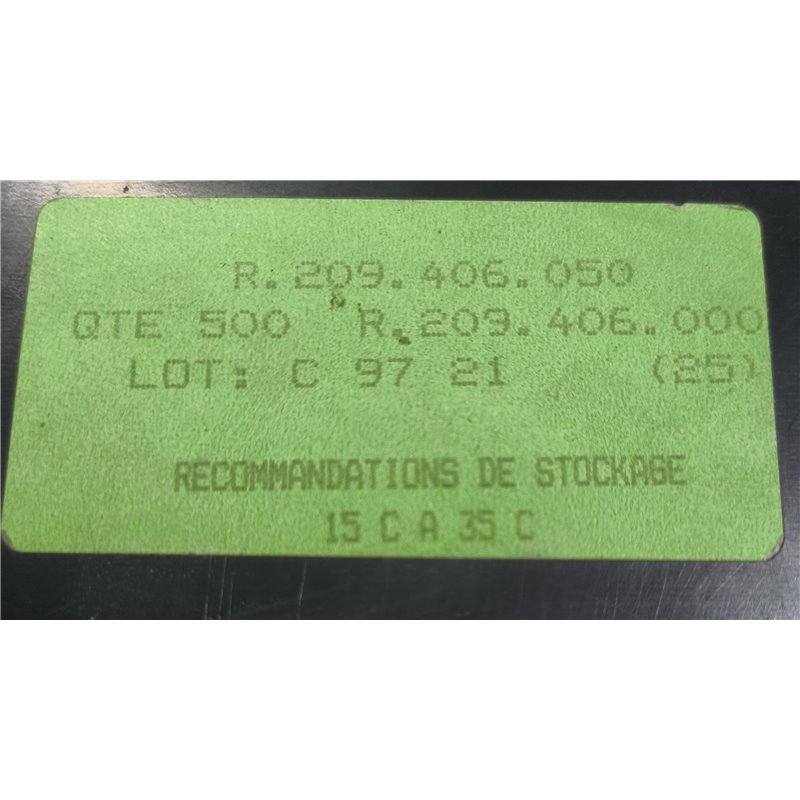 R.209.406.050
QTE 500 R.209.406.000
LOT: C 97 21 (25)
RECOMMANDATIONS DE STOCKAGE
15 C A 35 C